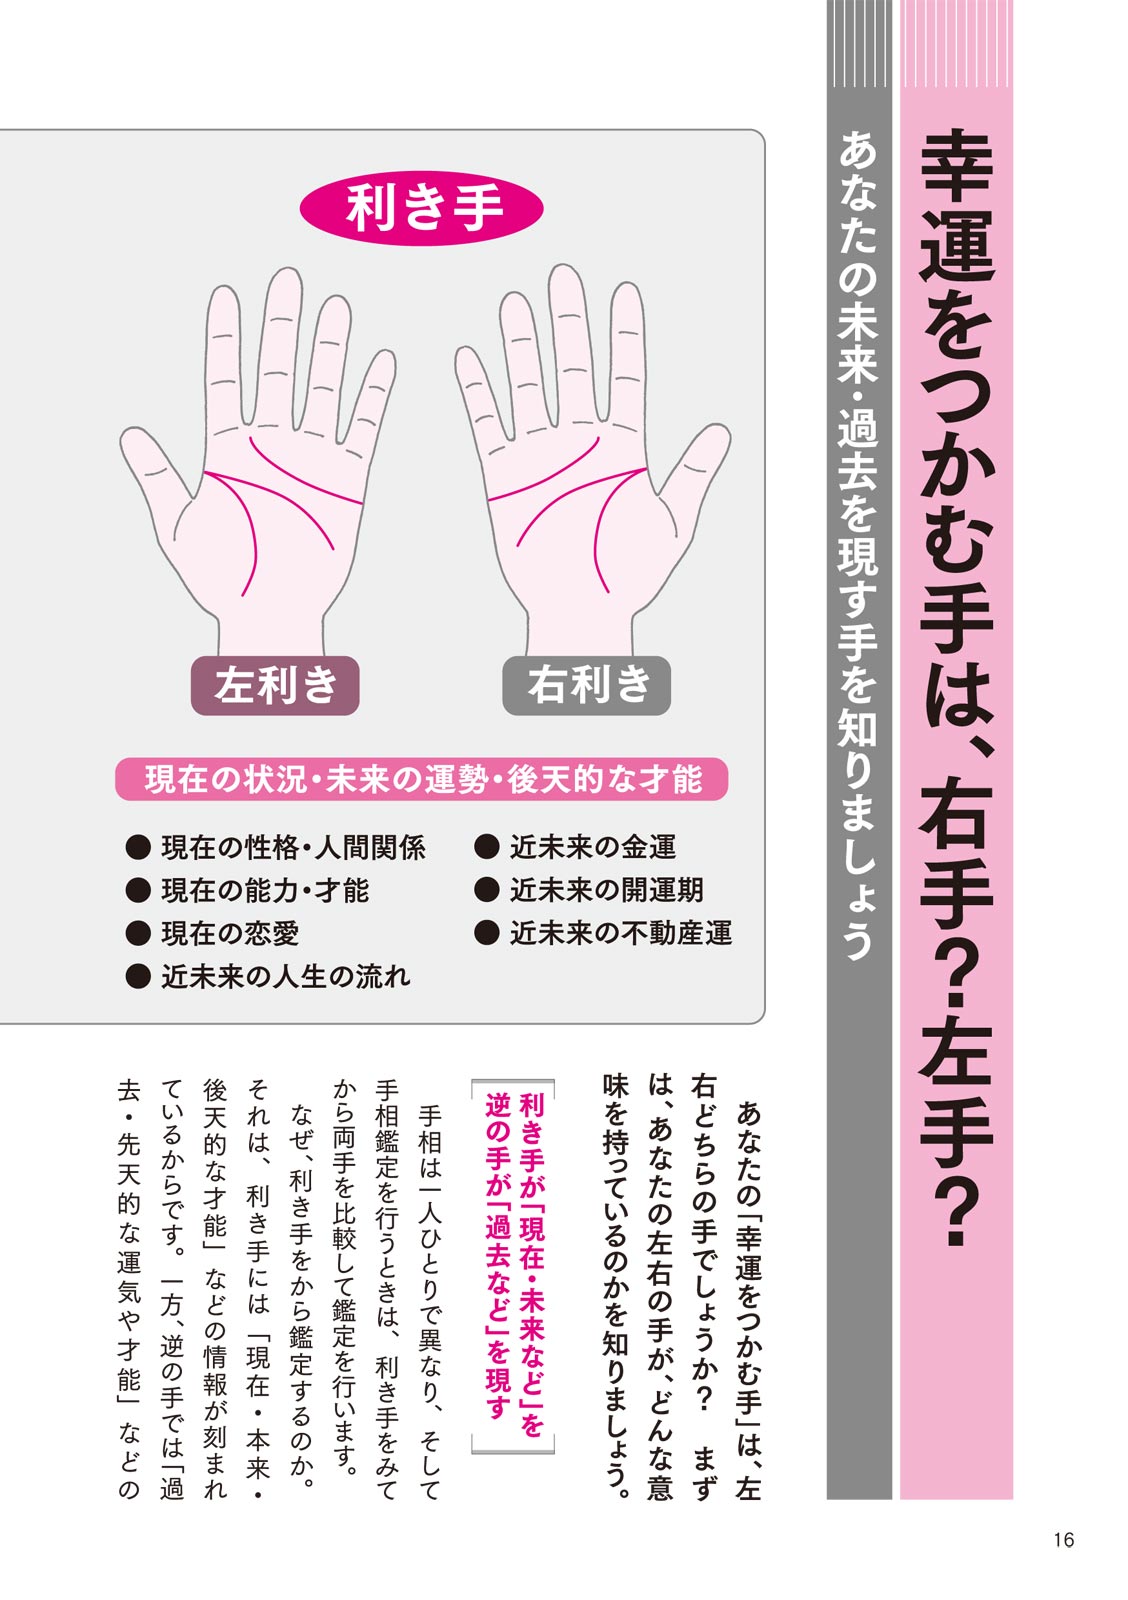 幸運をつかむ手は、右手？左手？
あなたの未来・過去を現す手を知りましょう
利き手
左利き
右利き
現在の状況・未来の運勢・後天的な才能
● 現在の性格・人間関係
● 現在の能力・才能
● 現在の恋愛
● 近未来の人生の流れ
● 近未来の金運
● 近未来の開運期
● 近未来の不動産運
あなたの「幸運をつかむ手」は、左
右どちらの手でしょうか？　まず
は、あなたの左右の手が、どんな意
味を持っているのかを知りましょう。
利き手が「現在・未来など」を
逆の手が「過去など」を現す
手相は一人ひとりで異なり、そして
手相鑑定を行うときは、利き手をみて
から両手を比較して鑑定を行います。
なぜ、利き手をから鑑定するのか。
それは、利き手には「現在・本来・
後天的な才能」などの情報が刻まれ
ているからです。一方、逆の手では「過
去・先天的な運気や才能」などの
16